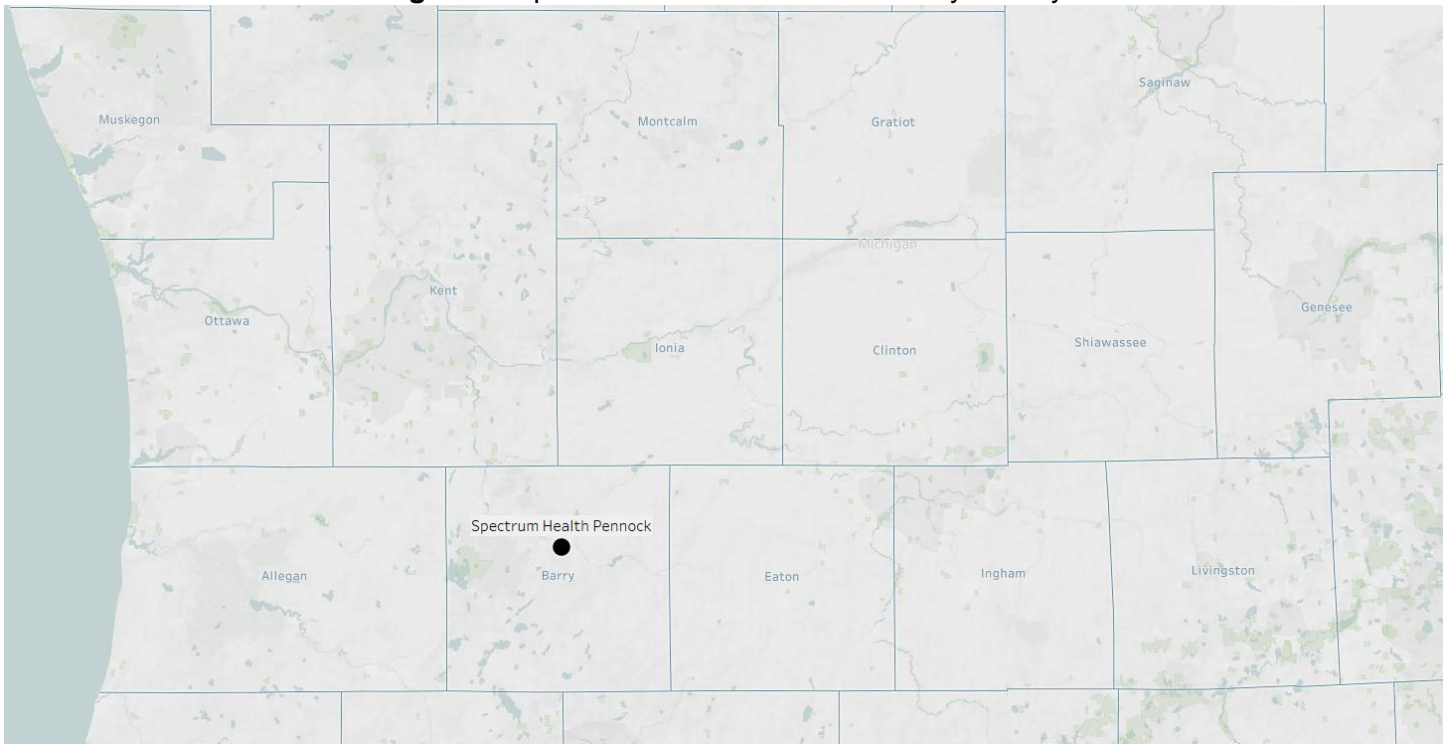 Saginaw
Muskegon
Montcalm
Gratiot
Michigan
Kent
Genesee
Ottawa
Shiawassee
Ionia
Clinton
Spectrum Health Pennock
Livingston
Ingham
Allegan
Barry
Eaton